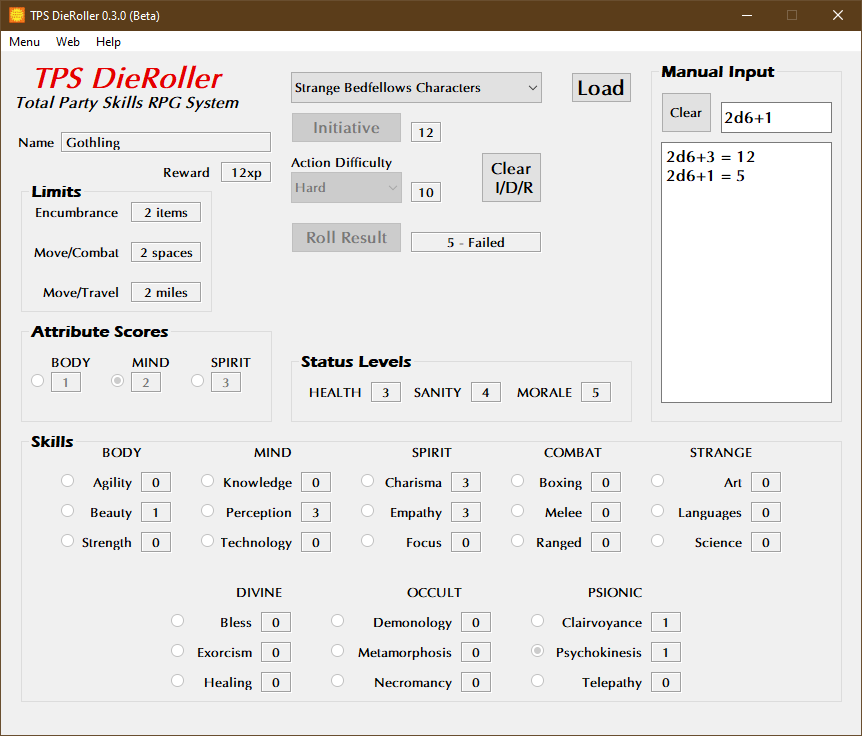 TPS DieRoller 0.3.0 (Beta)
Menu Web Help
TPS DieRoller
Total Party Skills RPG System
Name Gothling
Reward 12xp
Limits
Encumbrance 2 items
Move/Combat 2 spaces
Move/Travel 2 miles
Strange Bedfellows Characters
Load
Initiative 12
Action Difficulty
Hard 10
Clear
I/D/R
Roll Result 5 - Failed
Manual Input
Clear 2d6+1
2d6+3 = 12
2d6+1 = 5
Attribute Scores
BODY MIND SPIRIT
1 2 3
Status Levels
HEALTH 3 SANITY 4 MORALE 5
Skills
BODY MIND SPIRIT COMBAT STRANGE
Agility 0 Knowledge 0 Charisma 3 Boxing 0 Art 0
Beauty 1 Perception 3 Empathy 3 Melee 0 Languages 0
Strength 0 Technology 0 Focus 0 Ranged 0 Science 0
DIVINE OCCULT PSIONIC
Bless 0 Demonology 0 Clairvoyance 1
Exorcism 0 Metamorphosis 0 Psychokinesis 1
Healing 0 Necromancy 0 Telepathy 0